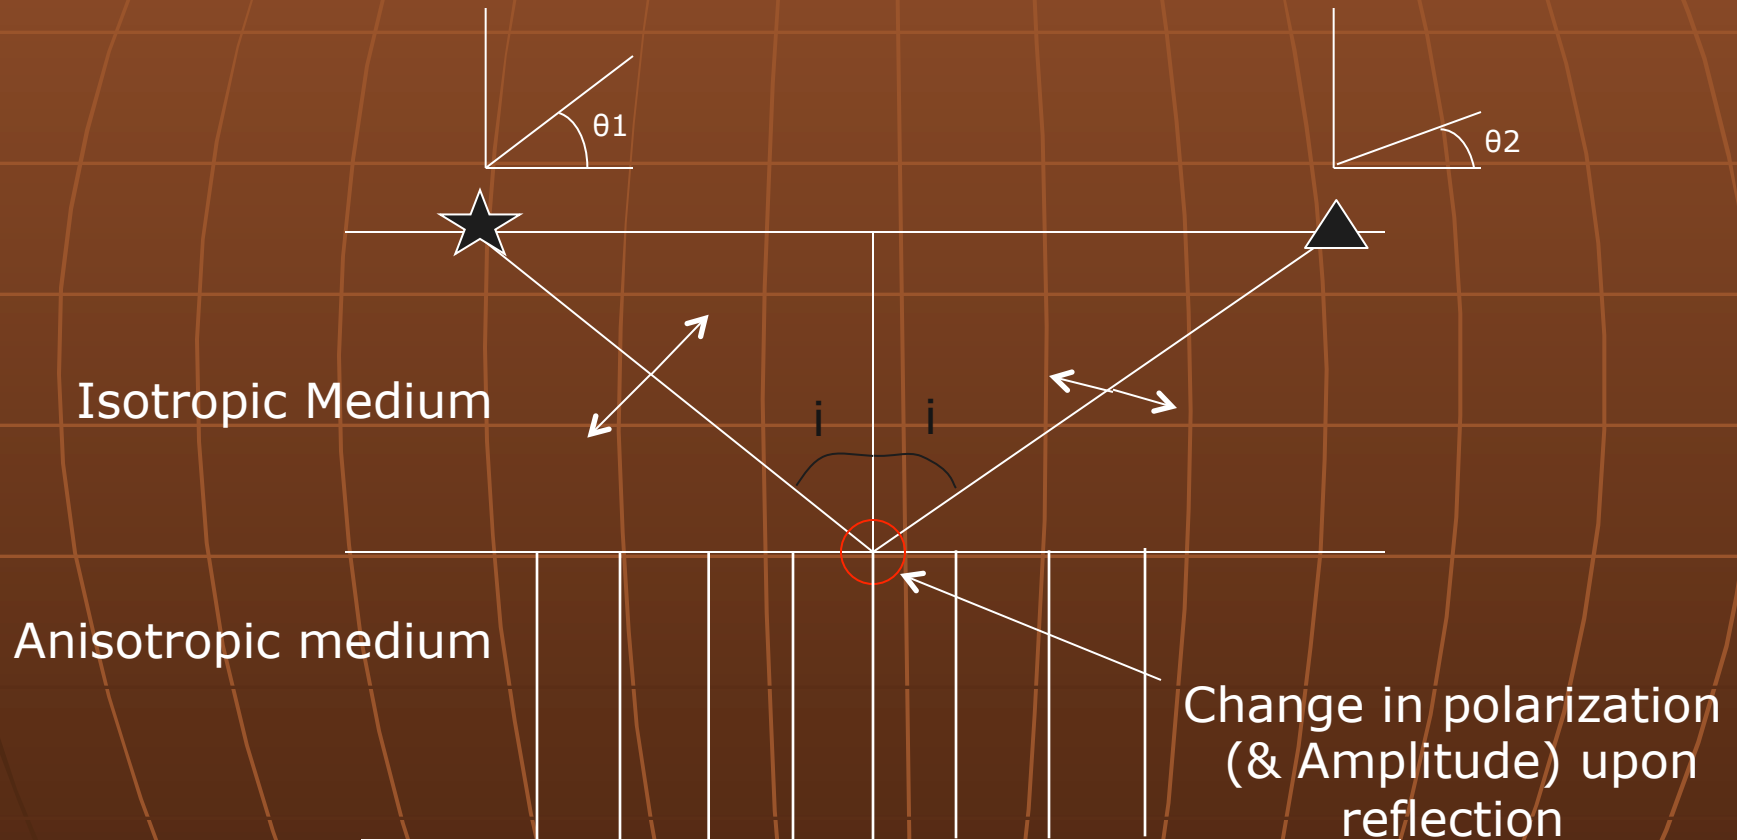 θ1
θ2
Isotropic Medium
i
i
Anisotropic medium
Change in polarization
(& Amplitude) upon
reflection